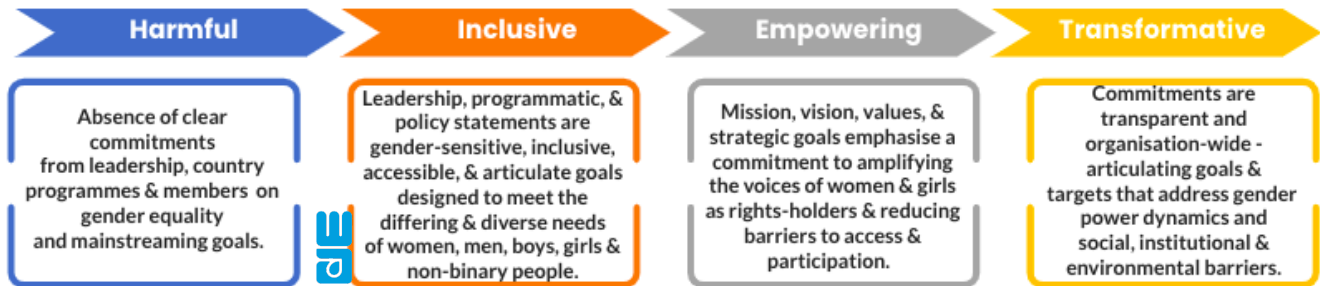 Harmful
Inclusive
Empowering
Transformative
Absence of clear
commitments
from leadership, country
programmes & members on
gender equality
and mainstreaming goals.
Leadership, programmatic, &
policy statements are
gender-sensitive, inclusive,
accessible, & articulate goals
designed to meet the
differing & diverse needs
of women, men, boys, girls &
non-binary people.
Mission, vision, values, &
strategic goals emphasise a
commitment to amplifying
the voices of women & girls
as rights-holders & reducing
barriers to access &
participation.
Commitments are
transparent and
organisation-wide -
articulating goals &
targets that address gender
power dynamics and
social, institutional &
environmental barriers.